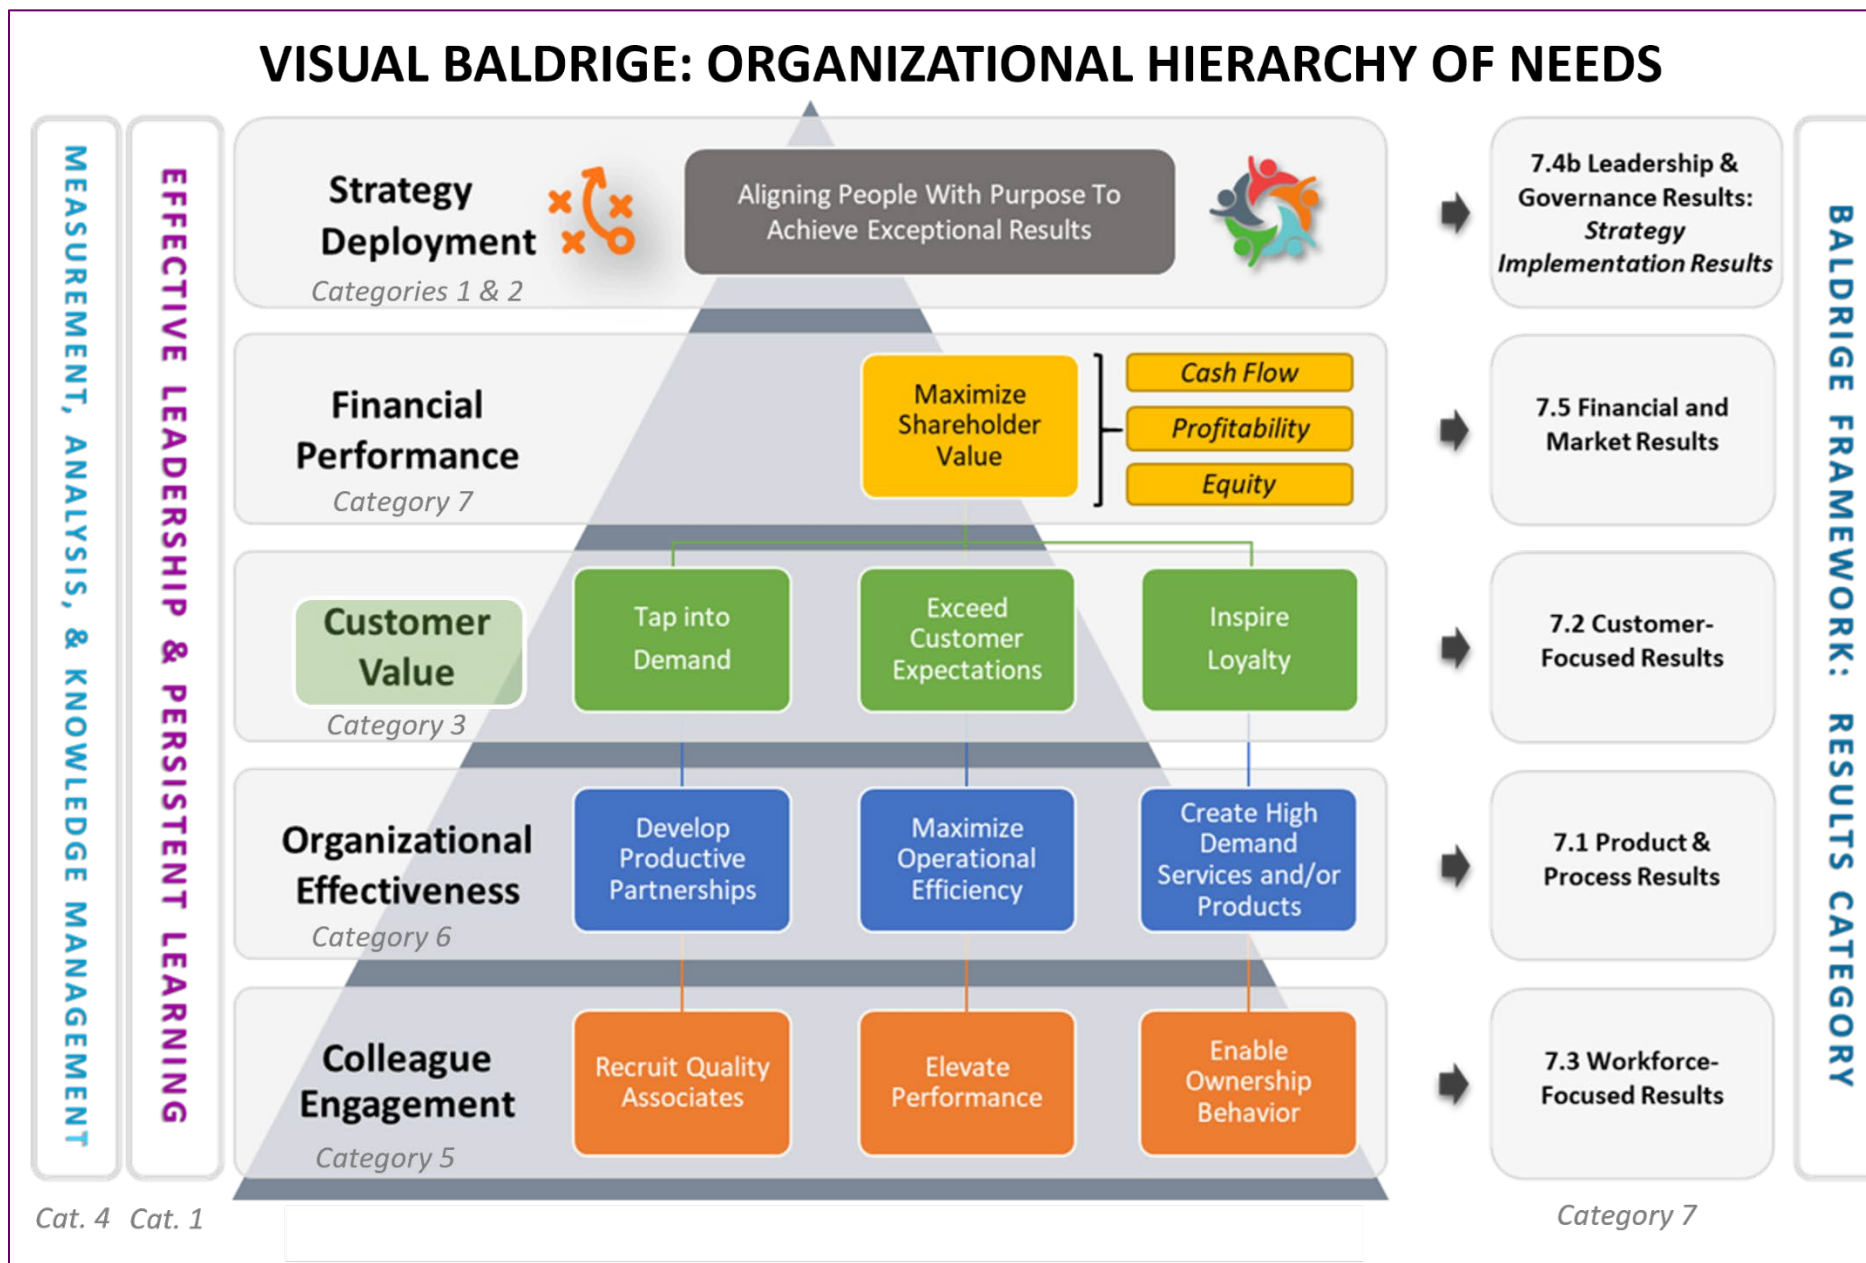 VISUAL BALDRIGE: ORGANIZATIONAL HIERARCHY OF NEEDS
MEASUREMENT, ANALYSIS, & KNOWLEDGE MANAGEMENT
Cat. 4
EFFECTIVE LEADERSHIP & PERSISTENT LEARNING
Cat. 1
Strategy
Deployment
Categories 1 & 2
Aligning People With Purpose To
Achieve Exceptional Results
7.4b Leadership &
Governance Results:
Strategy
Implementation Results
Financial
Performance
Category 7
Maximize
Shareholder
Value
Cash Flow
Profitability
Equity
7.5 Financial and
Market Results
Customer
Value
Category 3
Tap into
Demand
Exceed
Customer
Expectations
Inspire
Loyalty
7.2 Customer-
Focused Results
Organizational
Effectiveness
Category 6
Develop
Productive
Partnerships
Maximize
Operational
Efficiency
Create High
Demand
Services and/or
Products
7.1 Product &
Process Results
Colleague
Engagement
Category 5
Recruit Quality
Associates
Elevate
Performance
Enable
Ownership
Behavior
7.3 Workforce-
Focused Results
Category 7
BALDRIGE FRAMEWORK: RESULTS CATEGORY